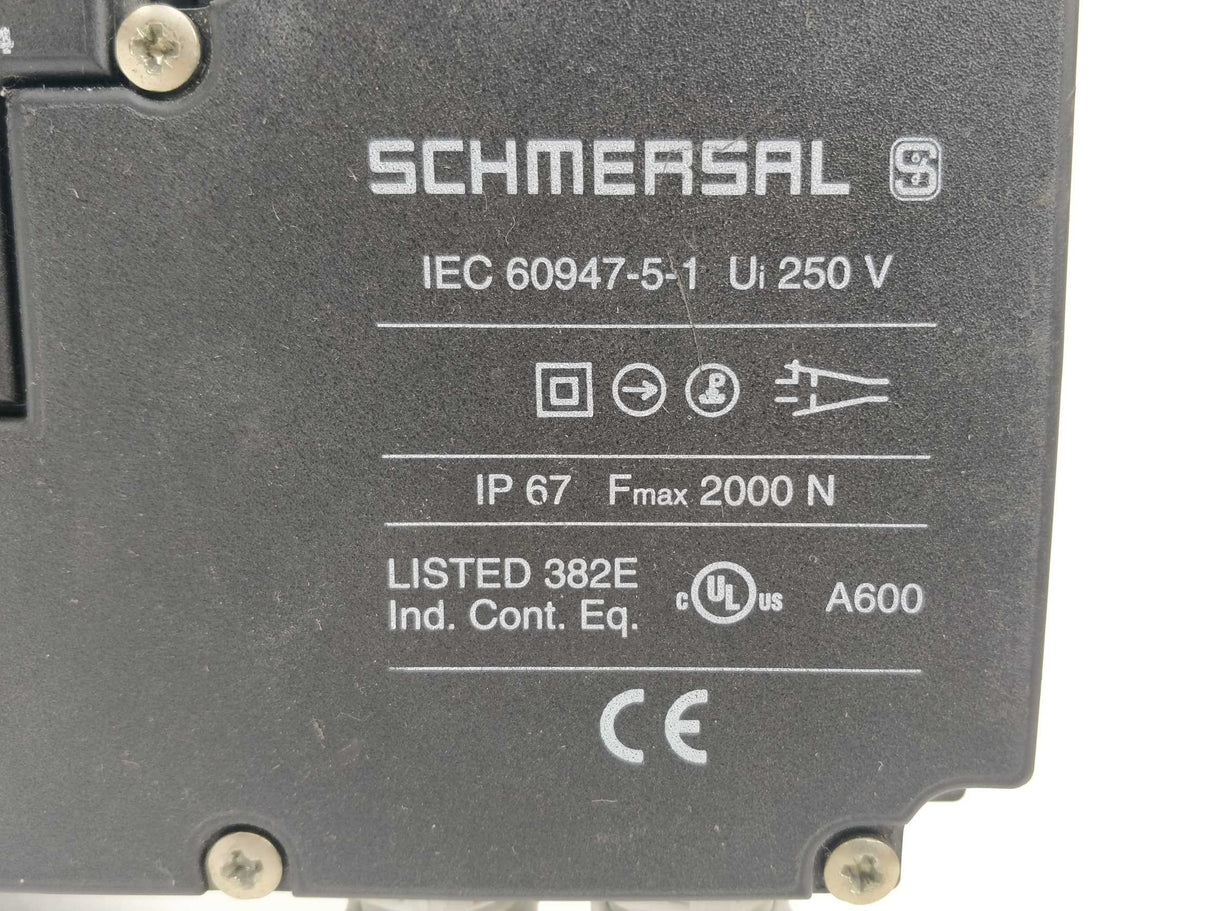 4
SCHMERSAL S
IEC 60947-5-1 Ui 250 V
P
IP 67 Fmax 2000 N
LISTED 382E
Ind. Cont. Eq.
C UL US A600
CE